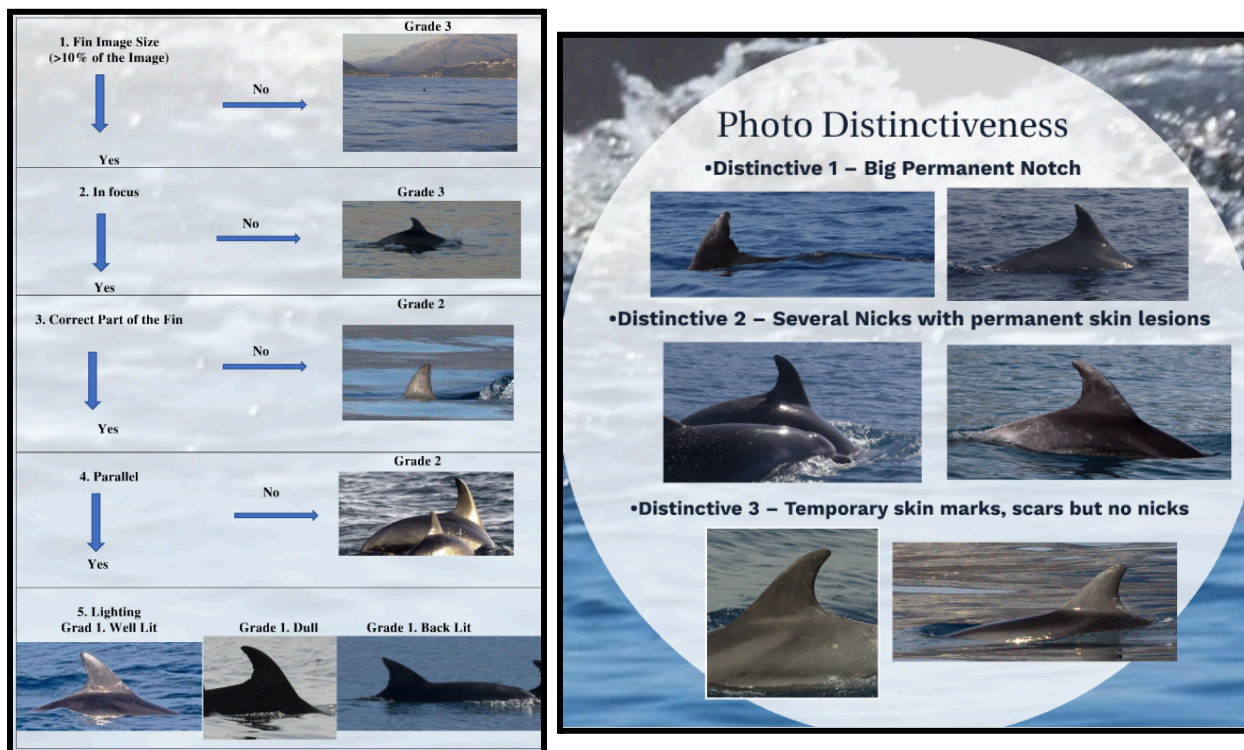 Grade 3
1. Fin Image Size
(>10% of the Image)
No
Yes
2. In focus
Grade 3
No
Yes
3. Correct Part of the Fin
Grade 2
No
Yes
4. Parallel
Grade 2
No
Yes
5. Lighting
Grad 1. Well Lit
Grade 1. Dull
Grade 1. Back Lit
Photo Distinctiveness
•Distinctive 1 – Big Permanent Notch
•Distinctive 2 – Several Nicks with permanent skin lesions
•Distinctive 3 – Temporary skin marks, scars but no nicks